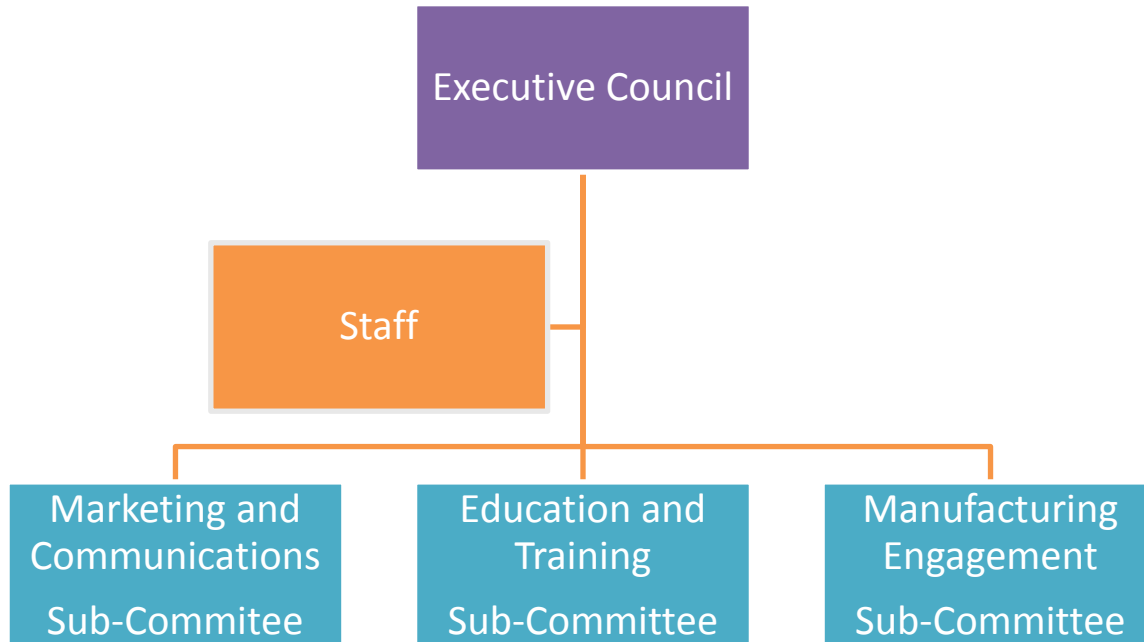 Executive Council
Staff
Marketing and
Communications
Sub-Commitee
Education and
Training
Sub-Committee
Manufacturing
Engagement
Sub-Committee